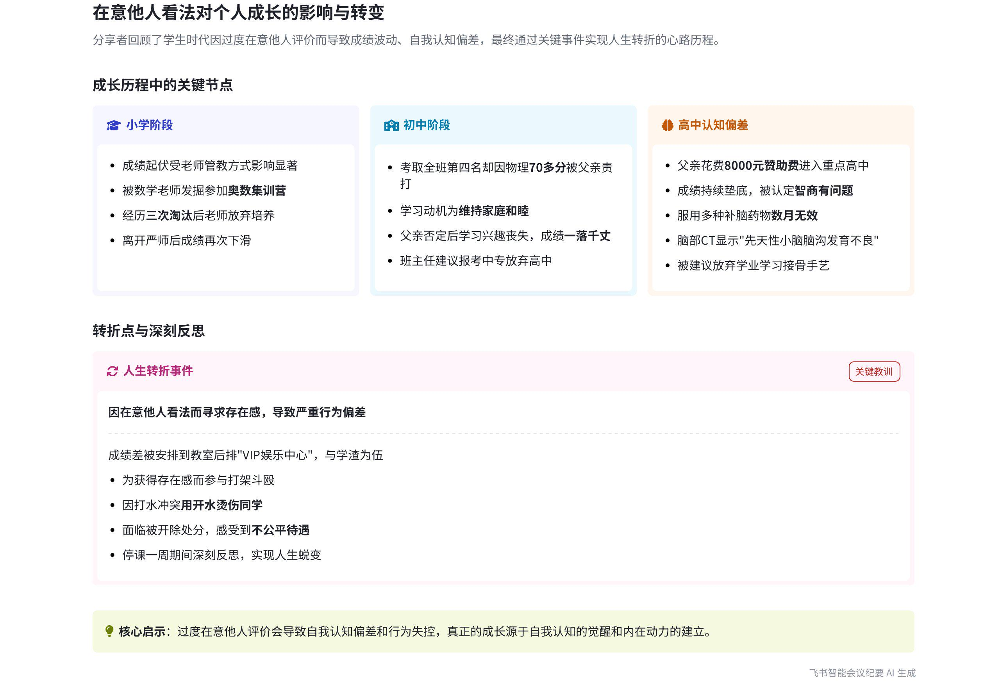 在意他人看法对个人成长的影响与转变
分享者回顾了学生时代因过度在意他人评价而导致成绩波动、自我认知偏差，最终通过关键事件实现人生转折的心路历程。
成长历程中的关键节点
小学阶段
成绩起伏受老师管教方式影响显著
被数学老师发掘参加奥数集训营
经历三次淘汰后老师放弃培养
离开严师后成绩再次下滑
初中阶段
考取全班第四名却因物理70多分被父亲责
打
学习动机为维持家庭和睦
父亲否定后学习兴趣丧失，成绩一落千丈
班主任建议报考中专放弃高中
高中认知偏差
父亲花费8000元赞助费进入重点高中
成绩持续垫底，被认定智商有问题
服用多种补脑药物数月无效
脑部CT显示"先天性小脑脑沟发育不良"
被建议放弃学业学习接骨手艺
转折点与深刻反思
人生转折事件
关键教训
因在意他人看法而寻求存在感，导致严重行为偏差
成绩差被安排到教室后排"VIP娱乐中心"，与学渣为伍
为获得存在感而参与打架斗殴
因打水冲突用开水烫伤同学
面临被开除处分，感受到不公平待遇
停课一周期间深刻反思，实现人生蜕变
核心启示：过度在意他人评价会导致自我认知偏差和行为失控，真正的成长源于自我认知的觉醒和内在动力的建立。
飞书智能会议纪要 AI 生成